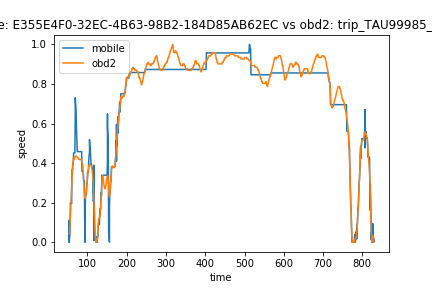 e: E355E4F0-32EC-4B63-98B2-184D85AB62EC vs obd2: trip_TAU99985_
mobile
obd2
1.0
0.8
0.6
0.4
0.2
0.0
speed
100 200 300 400 500 600 700 800
time